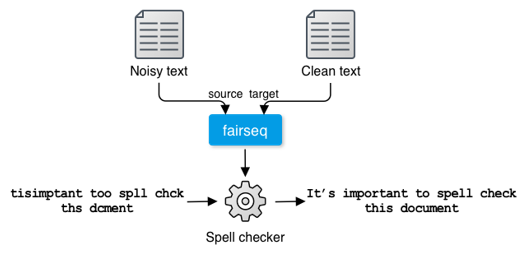 Noisy text
Clean text
source target
fairseq
tisimptant too spll chck
ths dcment
It's important to spell check
this document
Spell checker